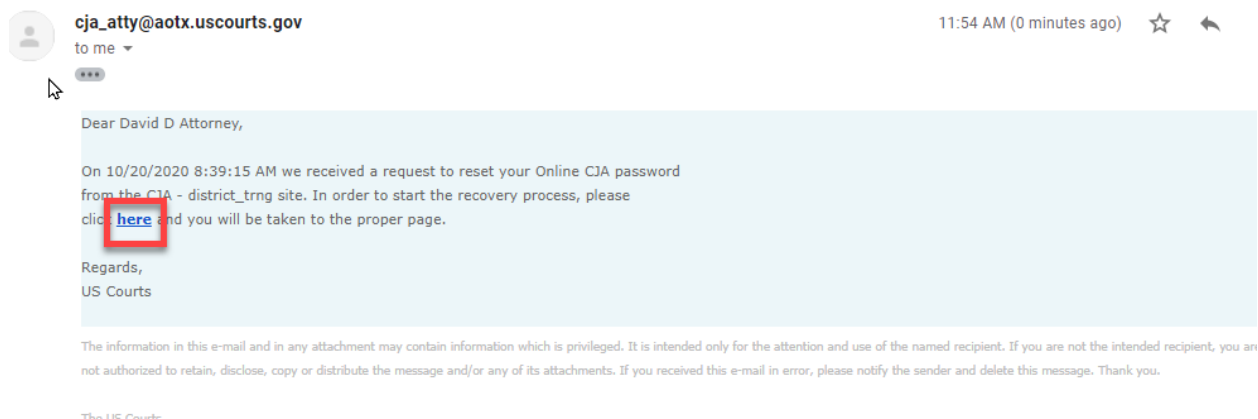 cja_atty@aotx.uscourts.gov 11:54 AM (0 minutes ago)
to me
Dear David D Attorney,
On 10/20/2020 8:39:15 AM we received a request to reset your Online CJA password
from the CJA - district_trng site. In order to start the recovery process, please
click here and you will be taken to the proper page.
Regards,
US Courts
The information in this e-mail and in any attachment may contain information which is privileged. It is intended only for the attention and use of the named recipient. If you are not the intended recipient, you are
not authorized to retain, disclose, copy or distribute the message and/or any of its attachments. If you received this e-mail in error, please notify the sender and delete this message. Thank you.
The US Courts